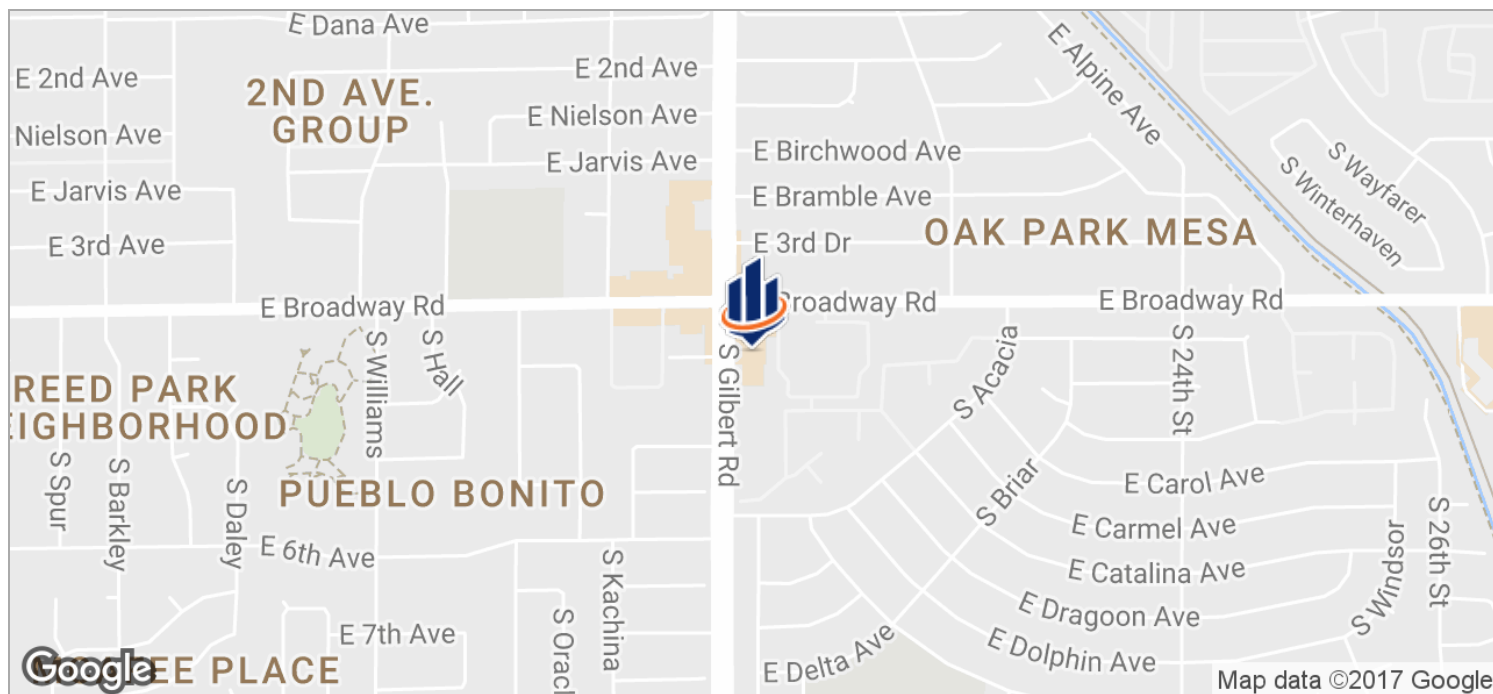 E Dana Ave
E Alpine Ave
E 2nd Ave
E 2nd Ave
2ND AVE.
GROUP
E Nielson Ave
Nielson Ave
E Birchwood Ave
E Jarvis Ave
E Jarvis Ave
S Wayfarer
S Winterhaven
E Bramble Ave
E 3rd Ave
E 3rd Dr
OAK PARK MESA
E Broadway Rd
Broadway Rd
E Broadway Rd
S Williams
S Hall
S Gilbert Rd
S Acacia
S 24th St
REED PARK
EIGHBORHOOD
S Spur
S Barkley
S Daley
PUEBLO BONITO
S Briar
E Carol Ave
E Carmel Ave
E Catalina Ave
E Dragoon Ave
E Dolphin Ave
S Windsor
S 26th St
E 6th Ave
S Kachina
S Orac
E 7th Ave
E Delta Ave
Google
EE PLACE
Map data ©2017 Google